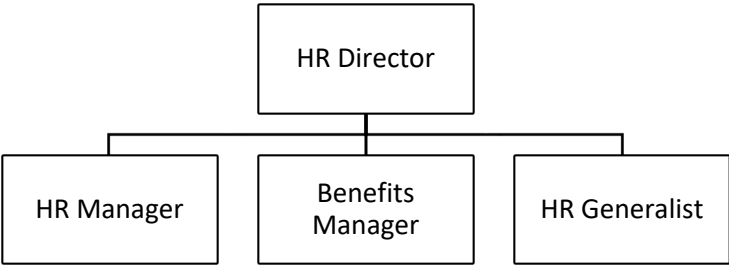 HR Director
HR Manager
Benefits
Manager
HR Generalist